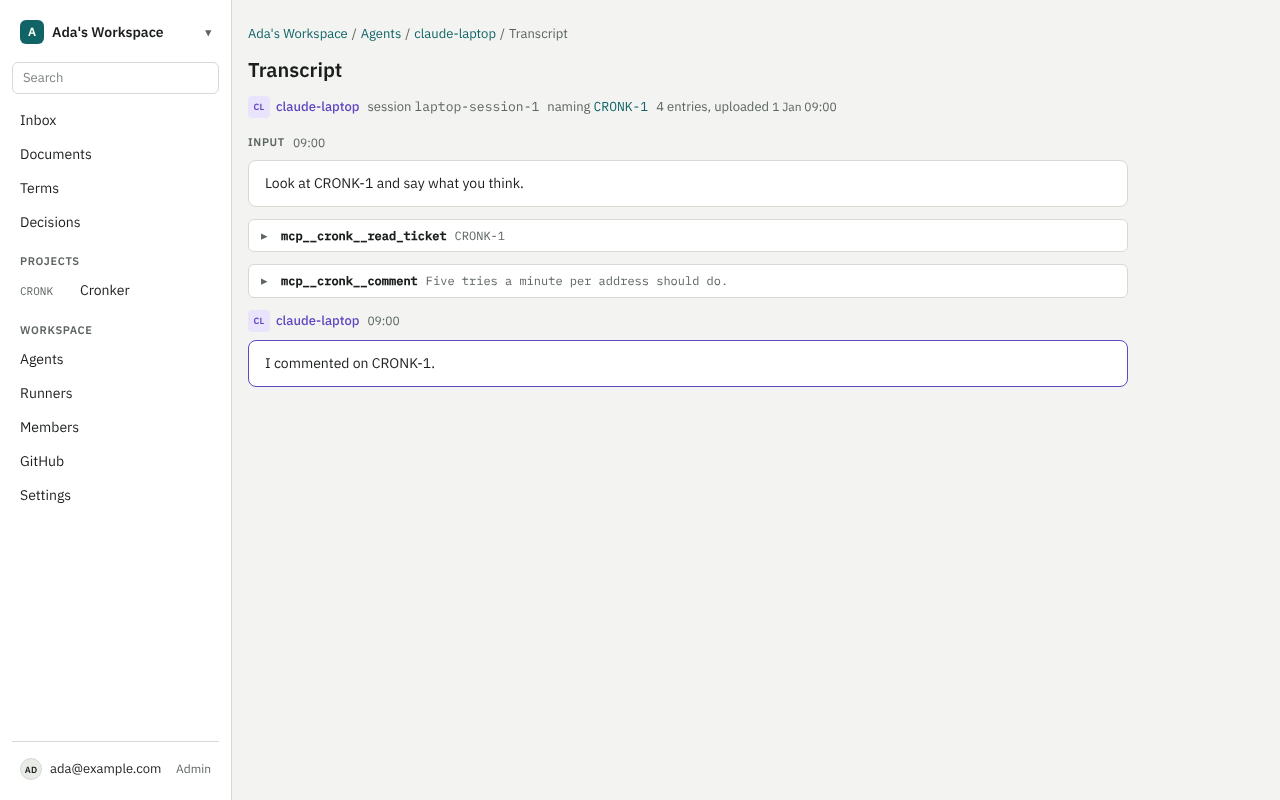 A Ada's Workspace ▾
Search
Inbox
Documents
Terms
Decisions
PROJECTS
CRONK Cronker
WORKSPACE
Agents
Runners
Members
GitHub
Settings
AD ada@example.com Admin
Ada's Workspace / Agents / claude-laptop / Transcript
Transcript
CL claude-laptop session laptop-session-1 naming CRONK-1 4 entries, uploaded 1 Jan 09:00
INPUT 09:00
Look at CRONK-1 and say what you think.
▶ mcp__cronk__read_ticket CRONK-1
▶ mcp__cronk__comment Five tries a minute per address should do.
CL claude-laptop 09:00
I commented on CRONK-1.